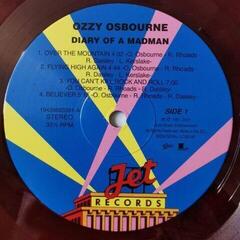 OZZY OSBOURNE
DIARY OF A MADMAN
1. OVER THE MOUNTAIN 4:32 -O. Osbourne - R. Rhoads
R. Daisley - L. Kerslake-
2. FLYING HIGH AGAIN 4:44 -O. Osbourne - R. Rhoads
R. Daisley - L. Kerslake-
3. YOU CAN'T KILL ROCK AND ROLL 7:00
-O. Osbourne - R. Rhoads - R. Daisley
4. BELIEVER 5:15 -O. Osbourne - R. Rhoads
R. Daisley-
STEREO
33⅓ RPM
SIDE 1
Jet
RECORDS